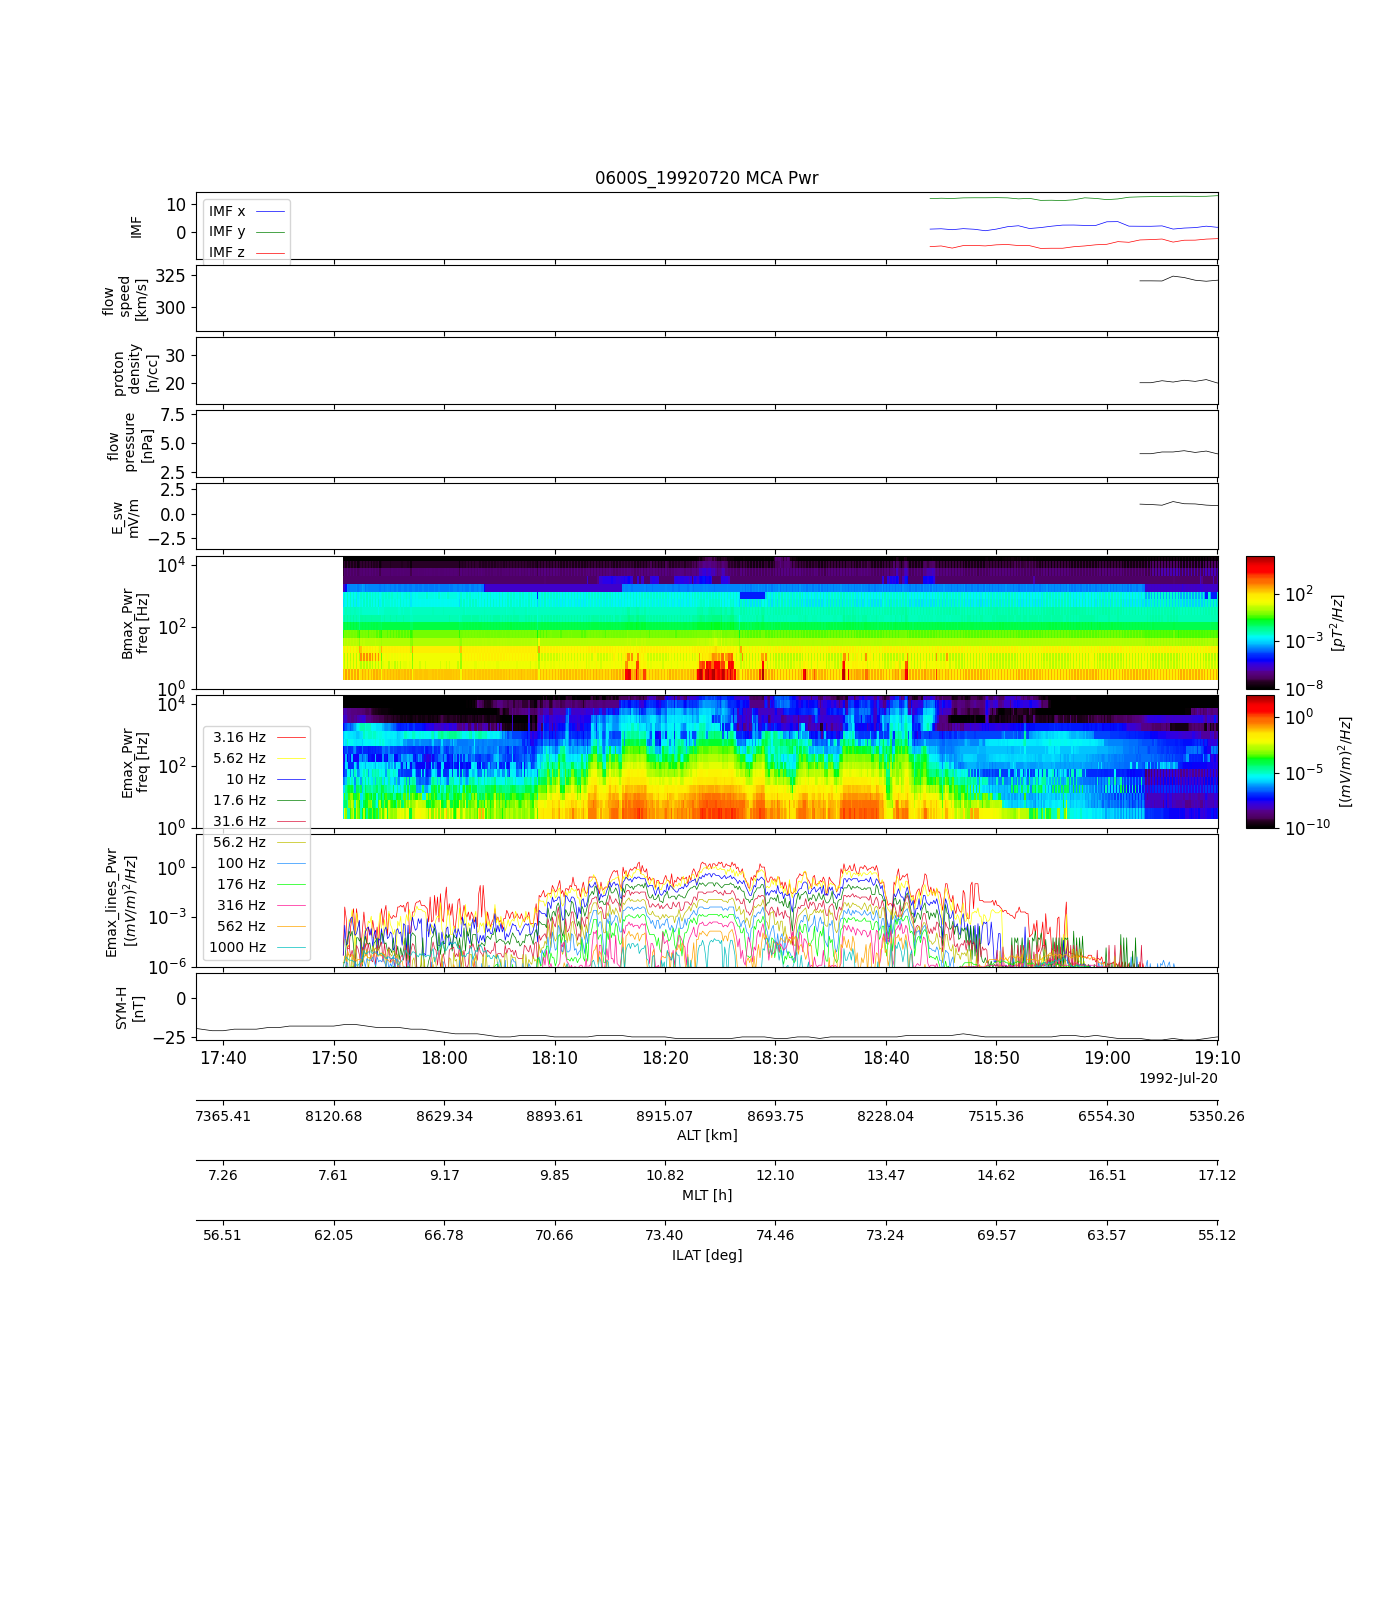 0600S_19920720 MCA Pwr
IMF
10
0
IMF x
IMF y
IMF z
flow
speed
[km/s]
325
300
proton
density
[n/cc]
30
20
flow
pressure
[nPa]
7.5
5.0
2.5
E_sw
mV/m
2.5
0.0
−2.5
Bmax_Pwr
freq [Hz]
10^4
10^2
10^0
10^2
10^−3
10^−8
[pT^2/Hz]
Emax_Pwr
freq [Hz]
10^4
10^2
10^0
10^0
10^−5
10^−10
[(mV/m)^2/Hz]
3.16 Hz
5.62 Hz
10 Hz
17.6 Hz
31.6 Hz
56.2 Hz
100 Hz
176 Hz
316 Hz
562 Hz
1000 Hz
Emax_lines_Pwr
[(mV/m)^2/Hz]
10^0
10^−3
10^−6
SYM-H
[nT]
0
−25
17:40 17:50 18:00 18:10 18:20 18:30 18:40 18:50 19:00 19:10
1992-Jul-20
7365.41 8120.68 8629.34 8893.61 8915.07 8693.75 8228.04 7515.36 6554.30 5350.26
ALT [km]
7.26 7.61 9.17 9.85 10.82 12.10 13.47 14.62 16.51 17.12
MLT [h]
56.51 62.05 66.78 70.66 73.40 74.46 73.24 69.57 63.57 55.12
ILAT [deg]